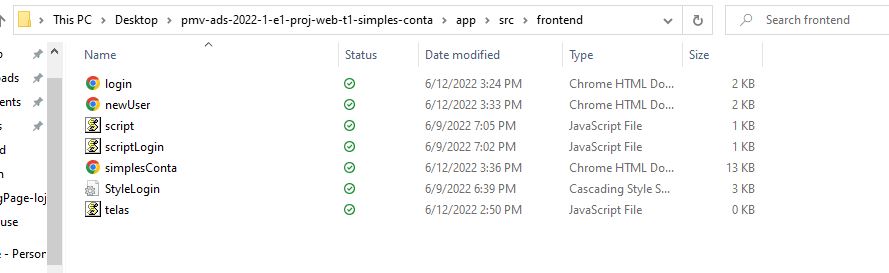 This PC > Desktop > pmv-ads-2022-1-e1-proj-web-t1-simples-conta > app > src > frontend Search frontend
Name Status Date modified Type Size
login 6/12/2022 3:24 PM Chrome HTML Do... 2 KB
oads newUser 6/12/2022 3:33 PM Chrome HTML Do... 2 KB
ents script 6/9/2022 7:05 PM JavaScript File 1 KB
s scriptLogin 6/9/2022 7:02 PM JavaScript File 1 KB
d simplesConta 6/12/2022 3:36 PM Chrome HTML Do... 13 KB
gPage-loj StyleLogin 6/9/2022 6:39 PM Cascading Style S... 3 KB
use telas 6/12/2022 2:50 PM JavaScript File 0 KB
e - Person